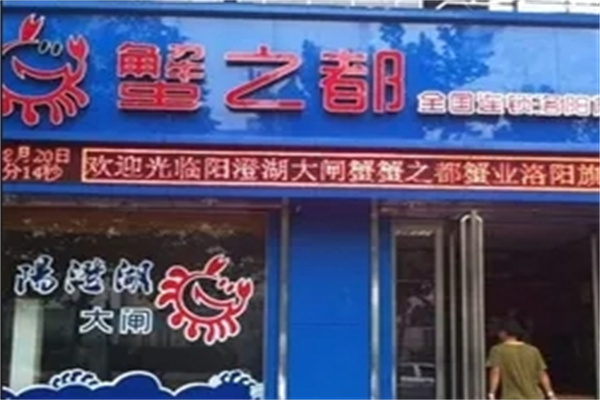 蟹之都
全国连锁洛阳
月20日
分14秒
欢迎光临阳澄湖大闸蟹蟹之都蟹业洛阳旗
陽澄湖
大闸